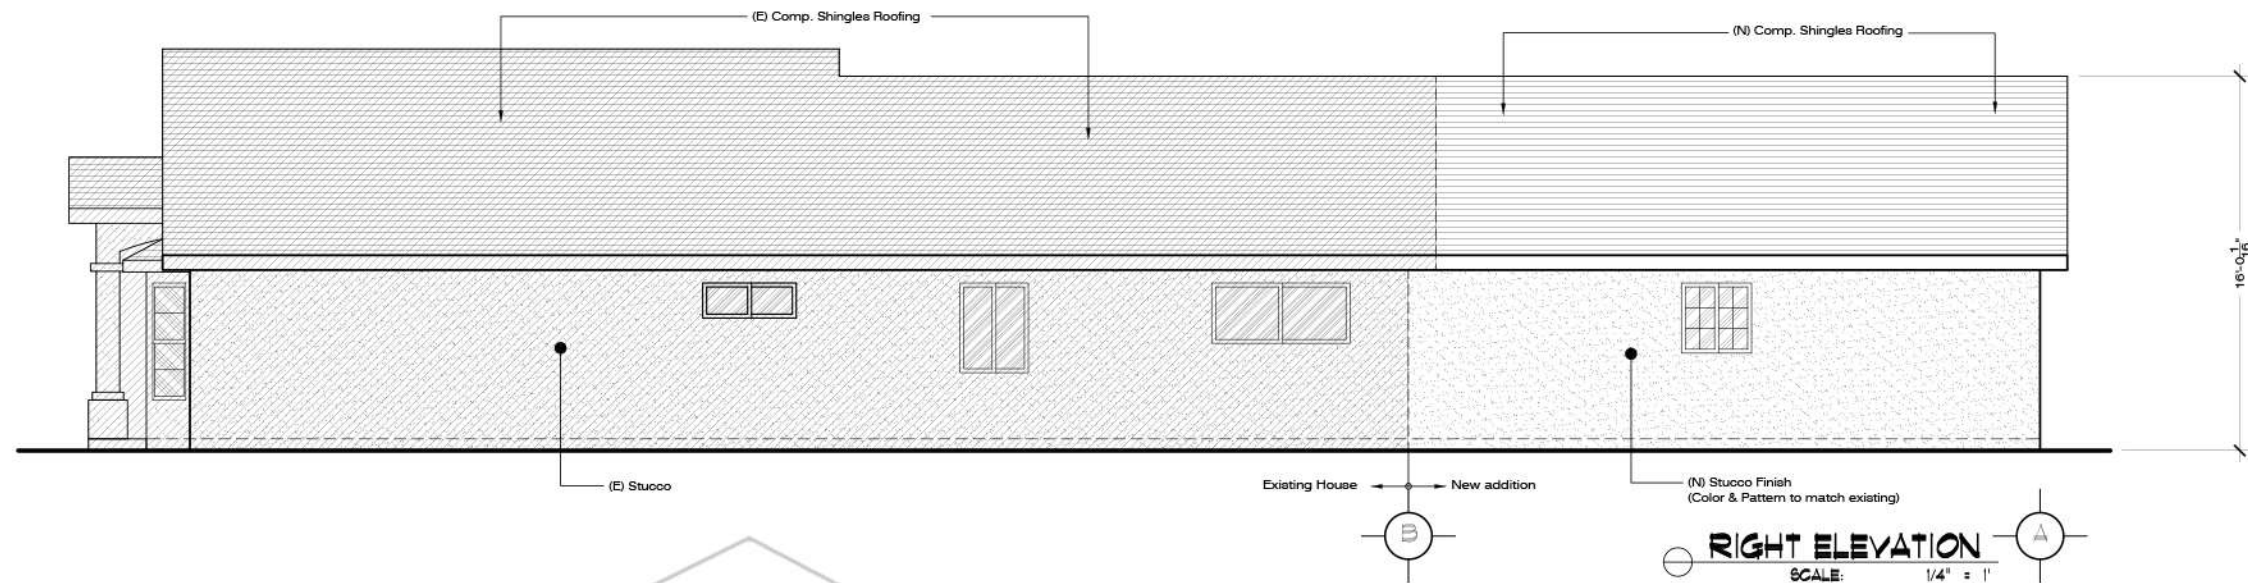 (E) Comp. Shingles Roofing
(N) Comp. Shingles Roofing
16'-0 1/16"
(E) Stucco
Existing House
New addition
(N) Stucco Finish
(Color & Pattern to match existing)
B
A
RIGHT ELEVATION
SCALE: 1/4" = 1'